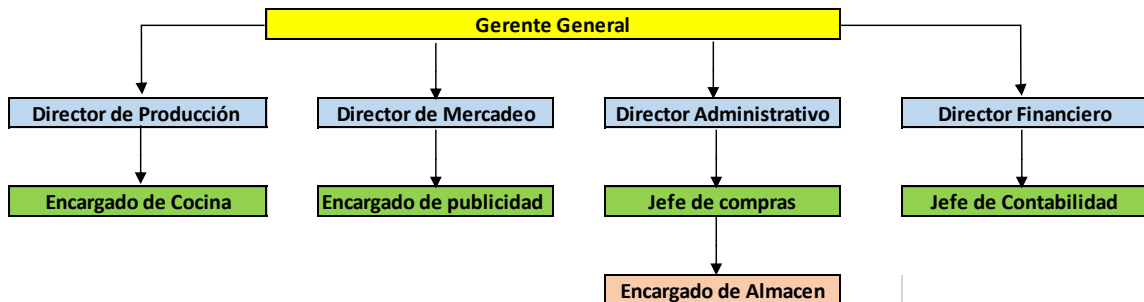 Gerente General
Director de Producción
Director de Mercadeo
Director Administrativo
Director Financiero
Encargado de Cocina
Encargado de publicidad
Jefe de compras
Jefe de Contabilidad
Encargado de Almacen